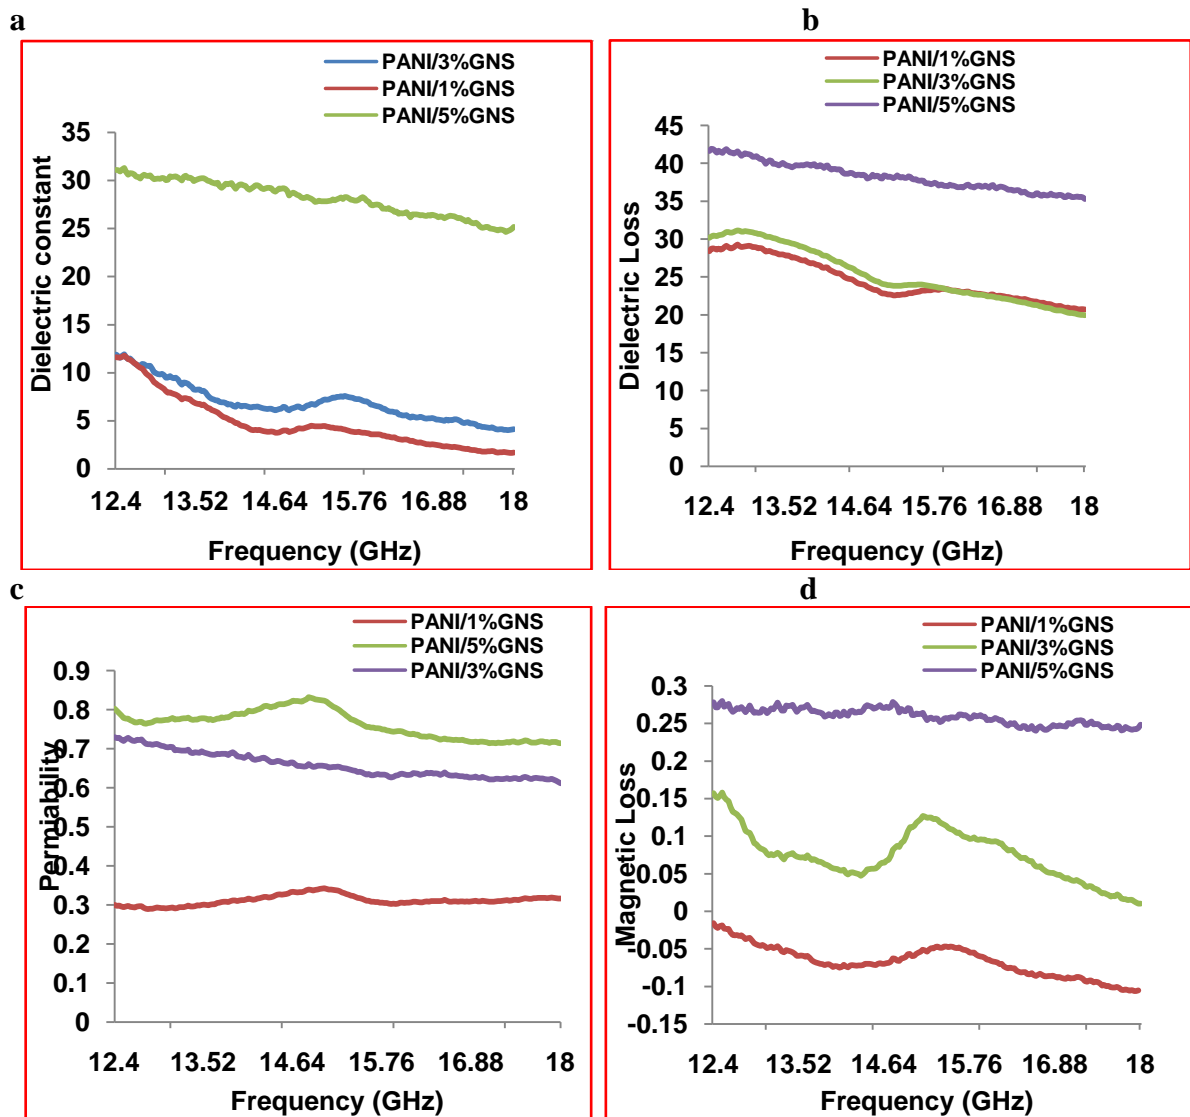 a
PANI/3%GNS
PANI/1%GNS
PANI/5%GNS
Dielectric constant
35
30
25
20
15
10
5
0
12.4 13.52 14.64 15.76 16.88 18
Frequency (GHz)
b
PANI/1%GNS
PANI/3%GNS
PANI/5%GNS
Dielectric Loss
45
40
35
30
25
20
15
10
5
0
12.4 13.52 14.64 15.76 16.88 18
Frequency (GHz)
c
PANI/1%GNS
PANI/5%GNS
PANI/3%GNS
Permiability
0.9
0.8
0.7
0.6
0.5
0.4
0.3
0.2
0.1
0
12.4 13.52 14.64 15.76 16.88 18
Frequency (GHz)
d
PANI/1%GNS
PANI/3%GNS
PANI/5%GNS
Magnetic Loss
0.3
0.25
0.2
0.15
0.1
0.05
0
-0.05
-0.1
-0.15
12.4 13.52 14.64 15.76 16.88 18
Frequency (GHz)